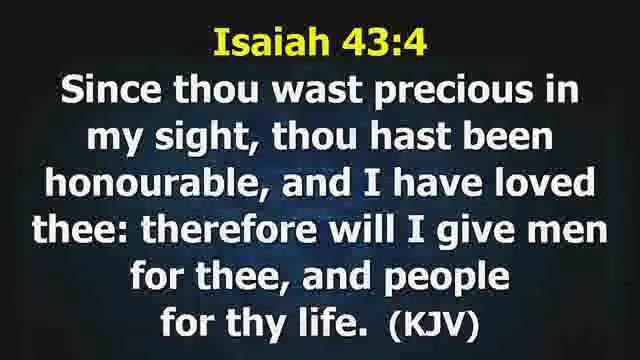 Isaiah 43:4
Since thou wast precious in
my sight, thou hast been
honourable, and I have loved
thee: therefore will I give men
for thee, and people
for thy life. (KJV)